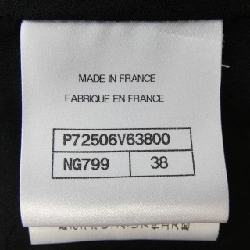 MADE IN FRANCE
FABRIQUE EN FRANCE
P72506V63800
NG799 38